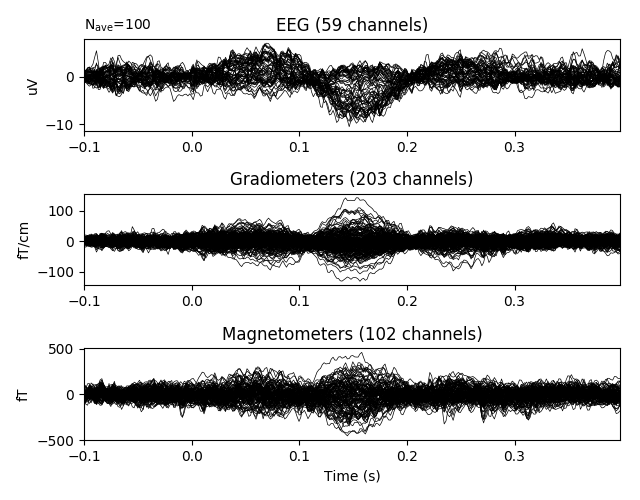 N_ave=100
EEG (59 channels)
uV
0
−10
−0.1 0.0 0.1 0.2 0.3
Gradiometers (203 channels)
fT/cm
100
0
−100
−0.1 0.0 0.1 0.2 0.3
Magnetometers (102 channels)
fT
500
0
−500
−0.1 0.0 0.1 0.2 0.3
Time (s)